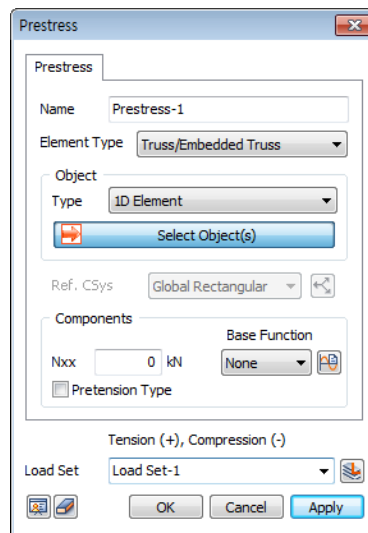 Prestress
Prestress
Name Prestress-1
Element Type Truss/Embedded Truss
Object
Type 1D Element
Select Object(s)
Ref. CSys Global Rectangular
Components
Base Function
Nxx 0 kN None
Pretension Type
Tension (+), Compression (-)
Load Set Load Set-1
OK Cancel Apply